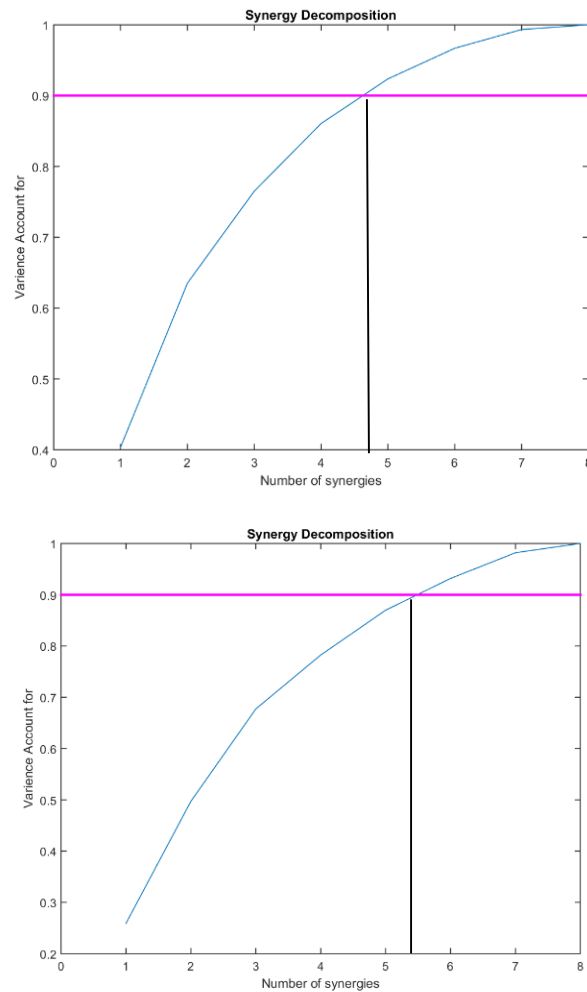 Synergy Decomposition
1
0.9
0.8
0.7
0.6
0.5
0.4
Varience Account for
0 1 2 3 4 5 6 7 8
Number of synergies
Synergy Decomposition
1
0.9
0.8
0.7
0.6
0.5
0.4
0.3
0.2
Varience Account for
0 1 2 3 4 5 6 7 8
Number of synergies